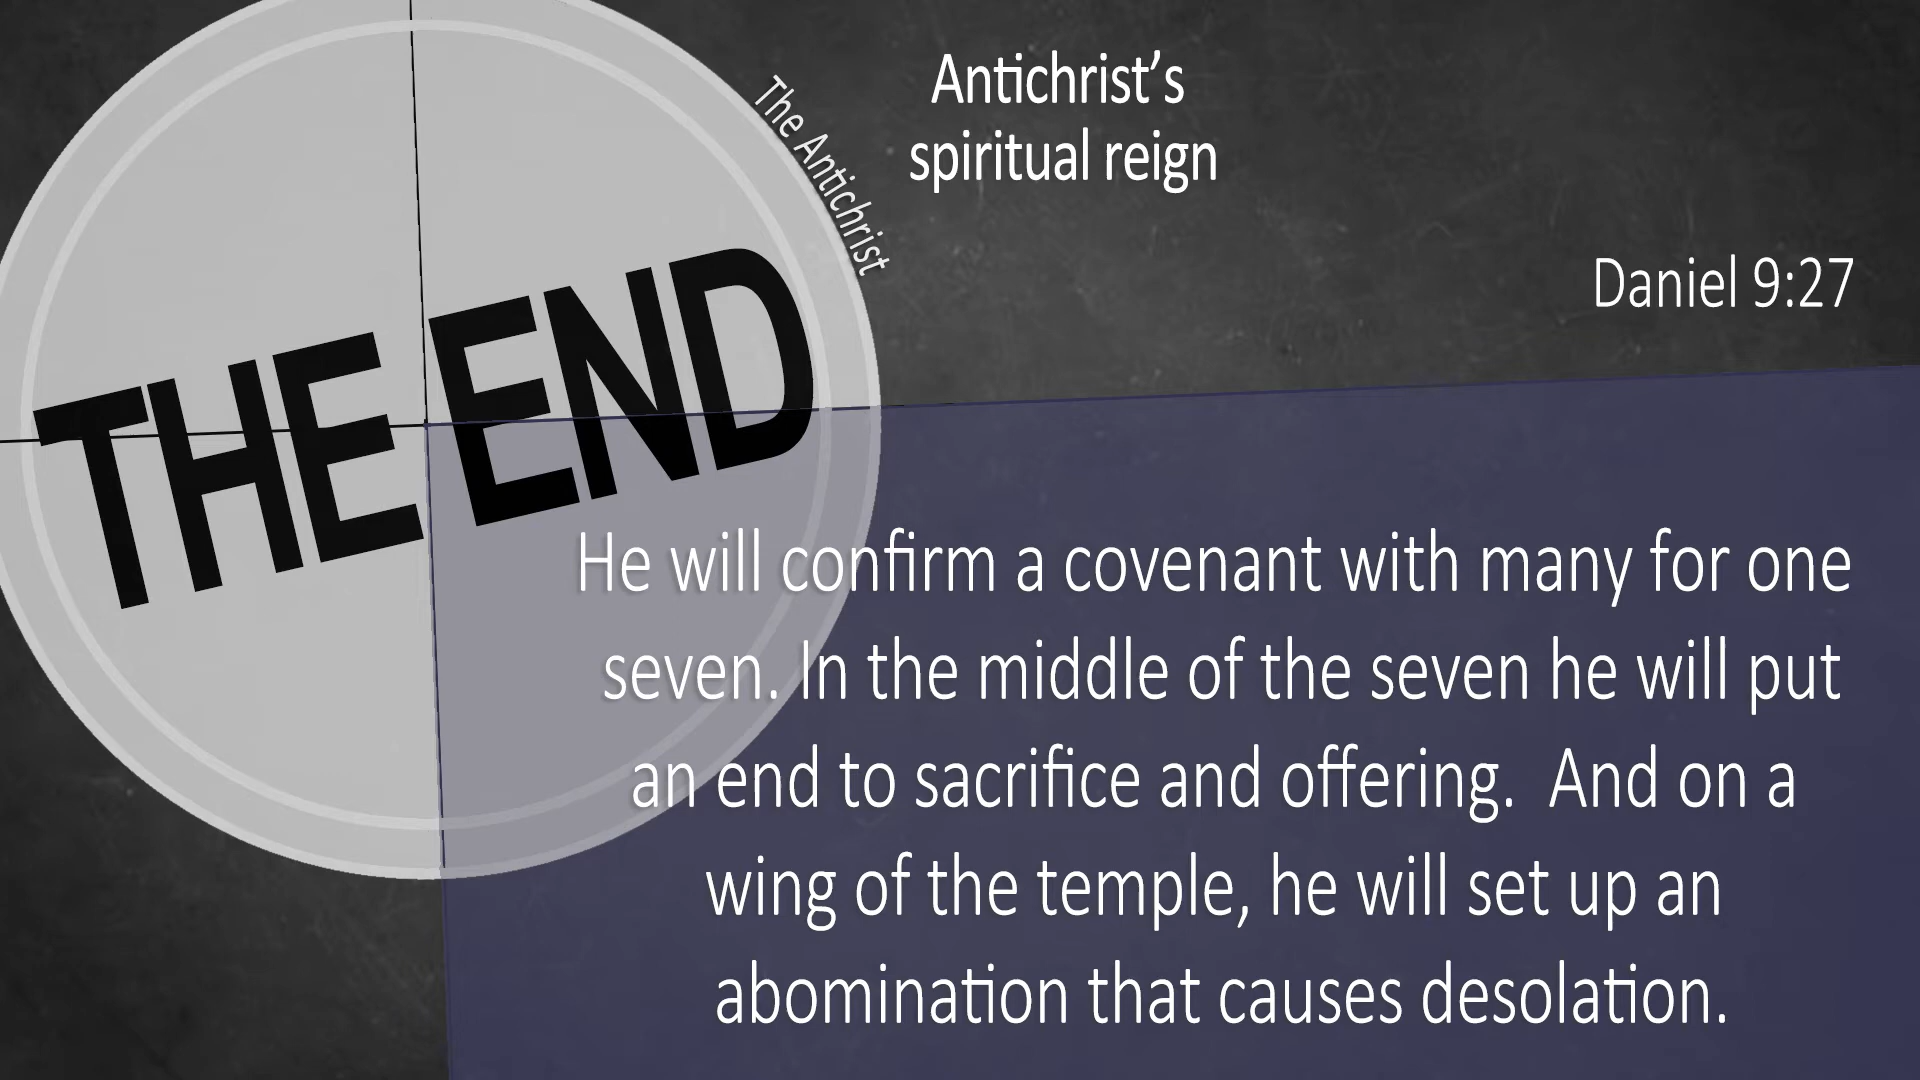 Antichrist’s
spiritual reign
The Antichrist
Daniel 9:27
THE END
He will confirm a covenant with many for one
seven. In the middle of the seven he will put
an end to sacrifice and offering.  And on a
wing of the temple, he will set up an
abomination that causes desolation.